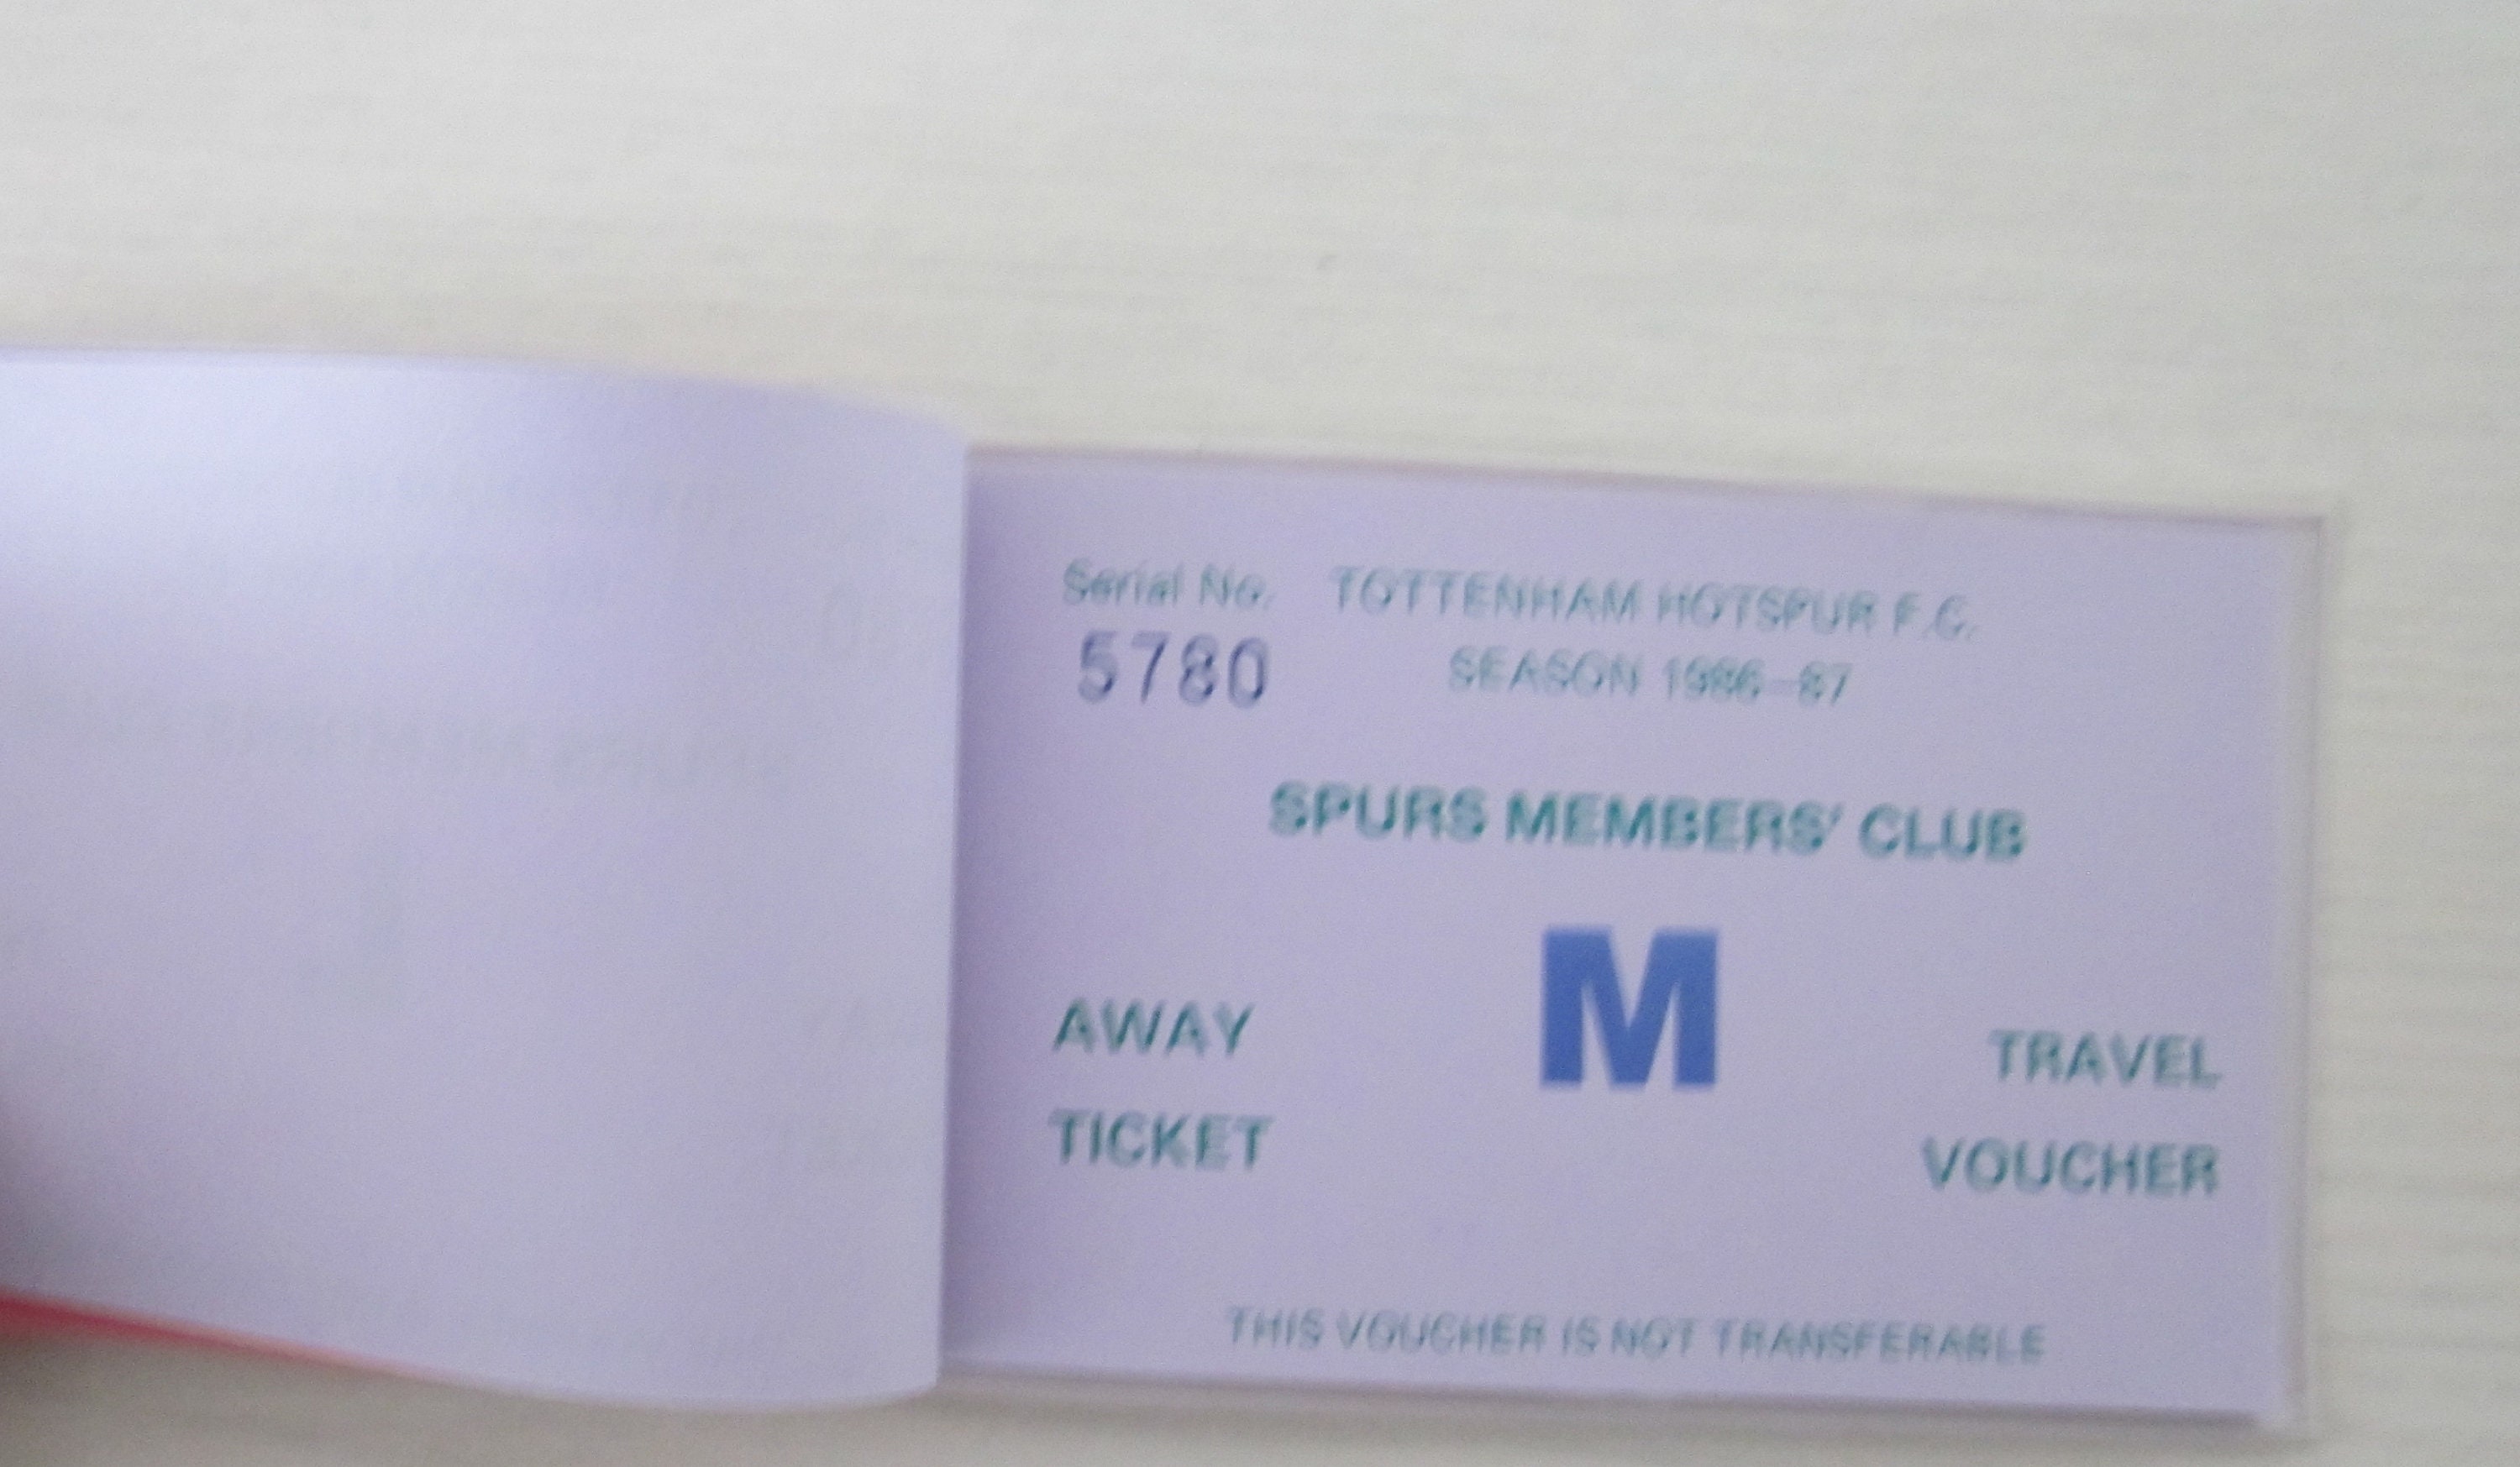 Serial No. TOTTENHAM HOTSPUR F.C.
5780 SEASON 1986-87
SPURS MEMBERS' CLUB
M
AWAY TRAVEL
TICKET VOUCHER
THIS VOUCHER IS NOT TRANSFERABLE